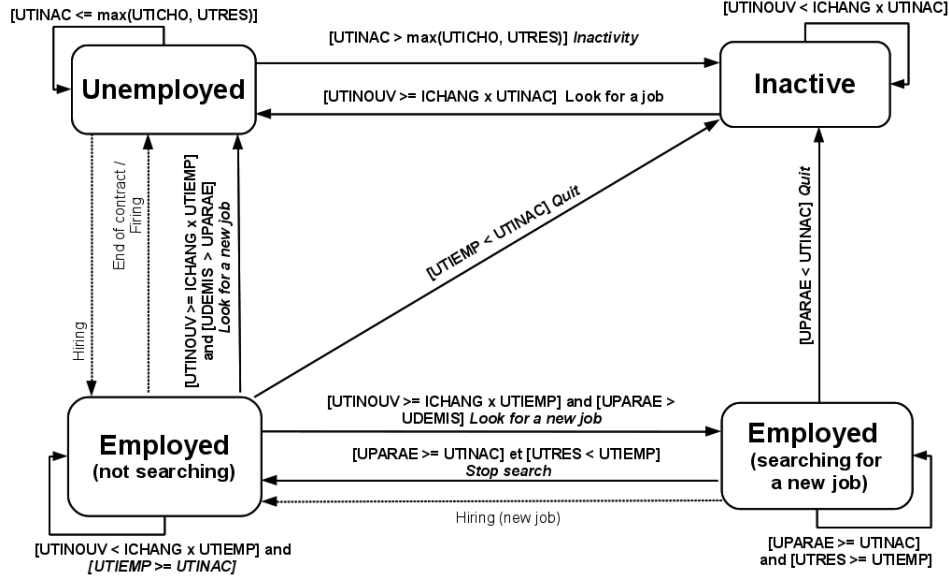 [UTINAC <= max(UTICHO, UTRES)]
[UTINOUV < ICHANG x UTINAC]
[UTINAC > max(UTICHO, UTRES)] Inactivity
Unemployed
Inactive
[UTINOUV >= ICHANG x UTINAC] Look for a job
Hiring
End of contract /
Firing
[UTINOUV >= ICHANG x UTIEMP]
and [UDEMIS > UPARAE]
Look for a new job
[UTIEMP < UTINAC] Quit
[UPARAE < UTINAC] Quit
[UTINOUV >= ICHANG x UTIEMP] and [UPARAE >
UDEMIS] Look for a new job
Employed
(not searching)
[UPARAE >= UTINAC] et [UTRES < UTIEMP]
Stop search
Employed
(searching for
a new job)
Hiring (new job)
[UTINOUV < ICHANG x UTIEMP] and
[UTIEMP >= UTINAC]
[UPARAE >= UTINAC]
and [UTRES >= UTIEMP]